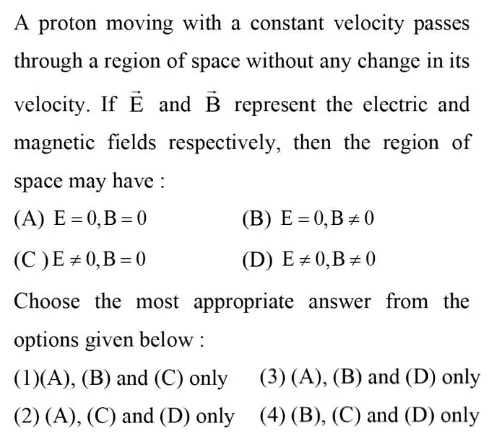 A proton moving with a constant velocity passes
through a region of space without any change in its
velocity. If E⃗ and B⃗ represent the electric and
magnetic fields respectively, then the region of
space may have :
(A) E = 0, B = 0 (B) E = 0, B ≠ 0
(C ) E ≠ 0, B = 0 (D) E ≠ 0, B ≠ 0
Choose the most appropriate answer from the
options given below :
(1)(A), (B) and (C) only (3) (A), (B) and (D) only
(2) (A), (C) and (D) only (4) (B), (C) and (D) only